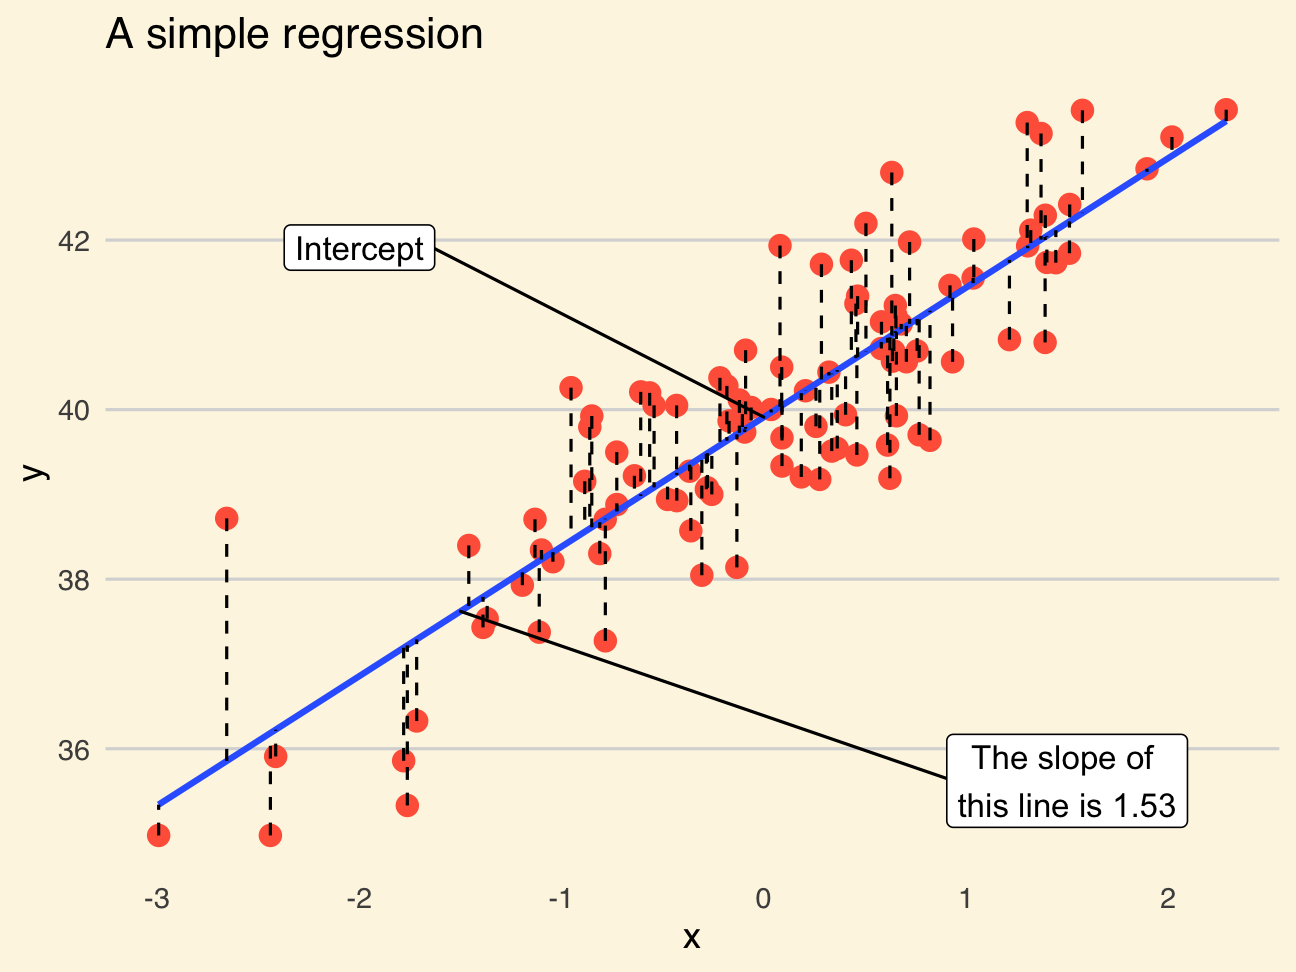 A simple regression
42
Intercept
40
y
38
36
The slope of
this line is 1.53
-3 -2 -1 0 1 2
x